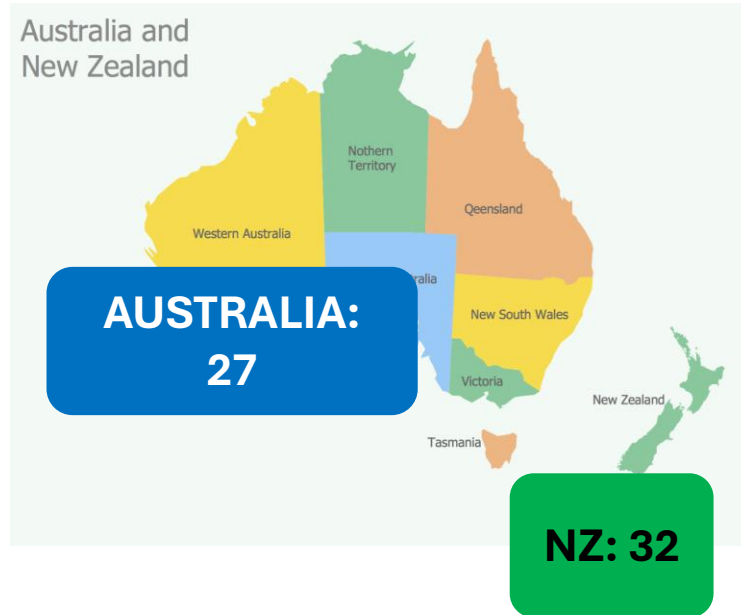 Australia and
New Zealand
Nothern
Territory
Qeensland
Western Australia
ralia
AUSTRALIA:
27
New South Wales
Victoria
New Zealand
Tasmania
NZ: 32